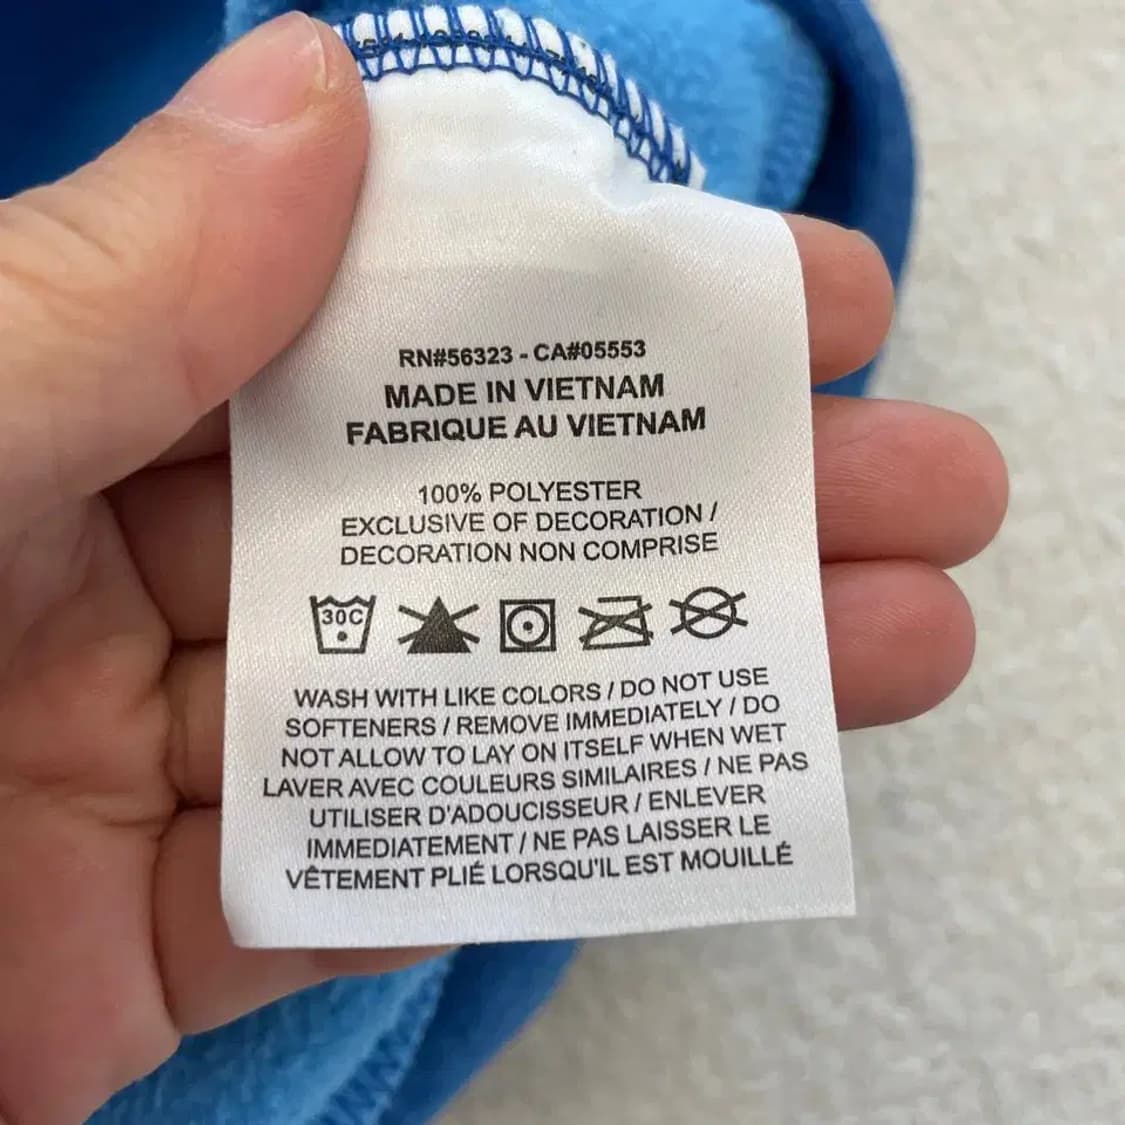 RN#56323 - CA#05553
MADE IN VIETNAM
FABRIQUE AU VIETNAM
100% POLYESTER
EXCLUSIVE OF DECORATION /
DECORATION NON COMPRISE
30C
WASH WITH LIKE COLORS / DO NOT USE
SOFTENERS / REMOVE IMMEDIATELY / DO
NOT ALLOW TO LAY ON ITSELF WHEN WET
LAVER AVEC COULEURS SIMILAIRES / NE PAS
UTILISER D'ADOUCISSEUR / ENLEVER
IMMEDIATEMENT / NE PAS LAISSER LE
VÊTEMENT PLIÉ LORSQU'IL EST MOUILLÉ